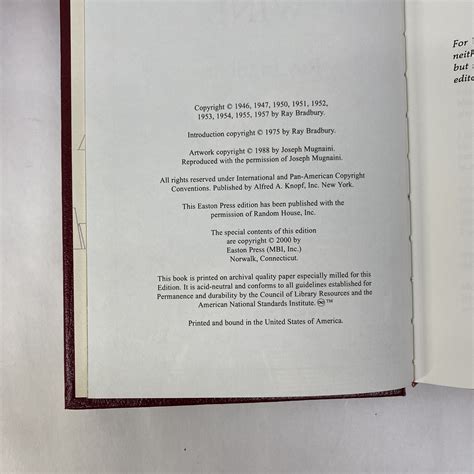 Copyright © 1946, 1947, 1950, 1951, 1952,
1953, 1954, 1955, 1957 by Ray Bradbury.
Introduction copyright © 1975 by Ray Bradbury.
Artwork copyright © 1988 by Joseph Mugnaini.
Reproduced with the permission of Joseph Mugnaini.
All rights reserved under International and Pan-American Copyright
Conventions. Published by Alfred A. Knopf, Inc. New York.
This Easton Press edition has been published with the
permission of Random House, Inc.
The special contents of this edition
are copyright © 2000 by
Easton Press (MBI, Inc.)
Norwalk, Connecticut.
This book is printed on archival quality paper especially milled for this
Edition. It is acid-neutral and conforms to all guidelines established for
Permanence and durability by the Council of Library Resources and the
American National Standards Institute. ♾™
Printed and bound in the United States of America.
For
but